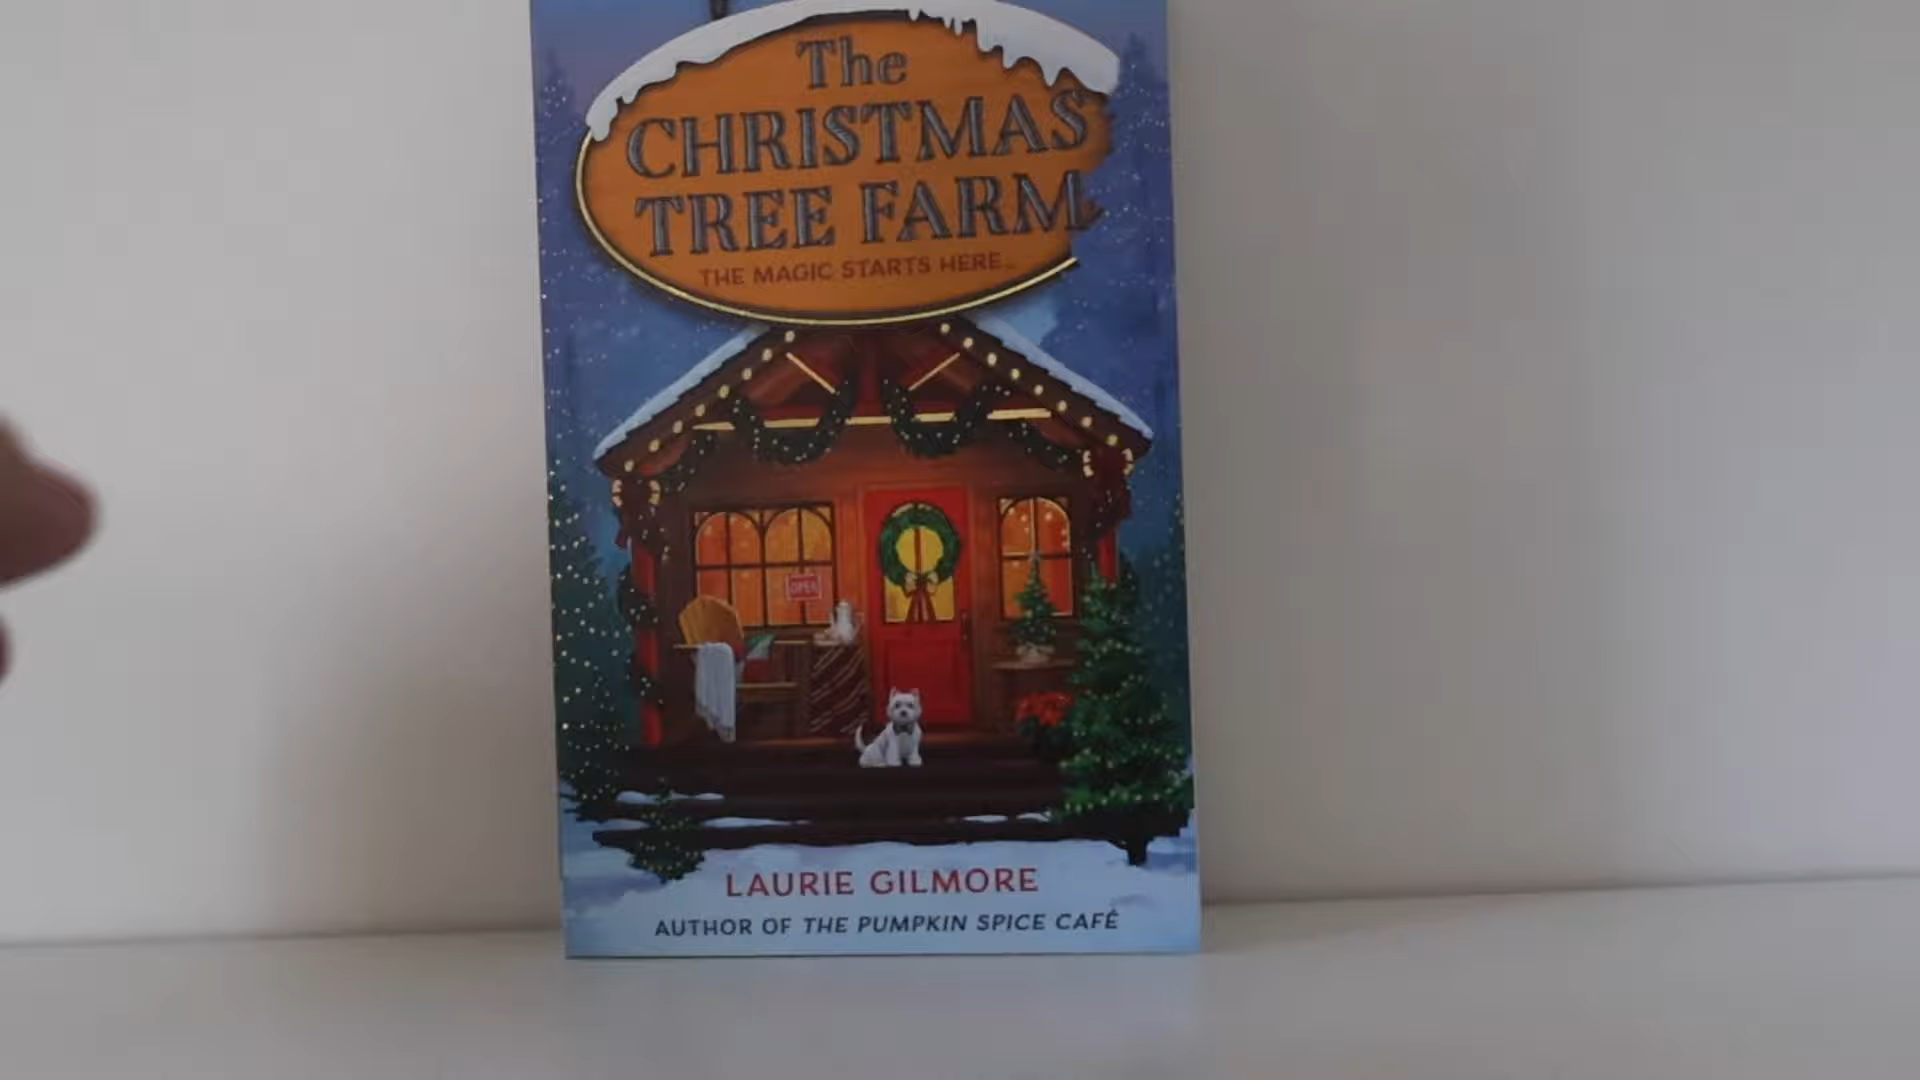 The
CHRISTMAS
TREE FARM
THE MAGIC STARTS HERE...
OPEN
LAURIE GILMORE
AUTHOR OF THE PUMPKIN SPICE CAFÉ